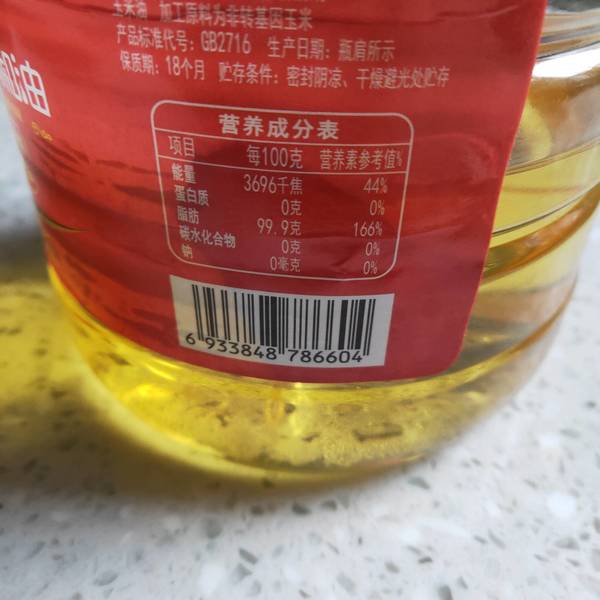 玉米油 加工原料为非转基因玉米
产品标准代号：GB2716 生产日期：瓶肩所示
保质期：18个月 贮存条件：密封阴凉、干燥避光处贮存
油
营养成分表
项目 每100克 营养素参考值%
能量 3696千焦 44%
蛋白质 0克 0%
脂肪 99.9克 166%
碳水化合物 0克 0%
钠 0毫克 0%
6 933848 786604